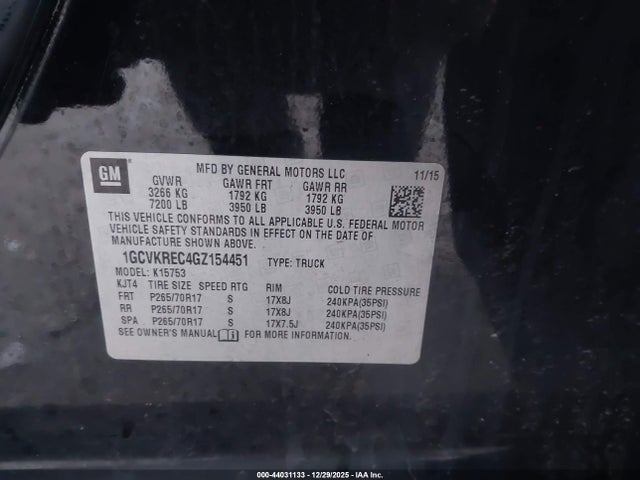 GM
MFD BY GENERAL MOTORS LLC 11/15
GVWR GAWR FRT GAWR RR
3266 KG 1792 KG 1792 KG
7200 LB 3950 LB 3950 LB
THIS VEHICLE CONFORMS TO ALL APPLICABLE U.S. FEDERAL MOTOR
VEHICLE SAFETY STANDARDS IN EFFECT ON THE DATE OF
MANUFACTURE SHOWN ABOVE.
1GCVKREC4GZ154451 TYPE: TRUCK
MODEL: K15753
KJT4 TIRE SIZE SPEED RTG RIM COLD TIRE PRESSURE
FRT P265/70R17 S 17X8J 240KPA(35PSI)
RR P265/70R17 S 17X8J 240KPA(35PSI)
SPA P265/70R17 S 17X7.5J 240KPA(35PSI)
SEE OWNER'S MANUAL FOR MORE INFORMATION.
000-44031133 - 12/29/2025 - IAA Inc.